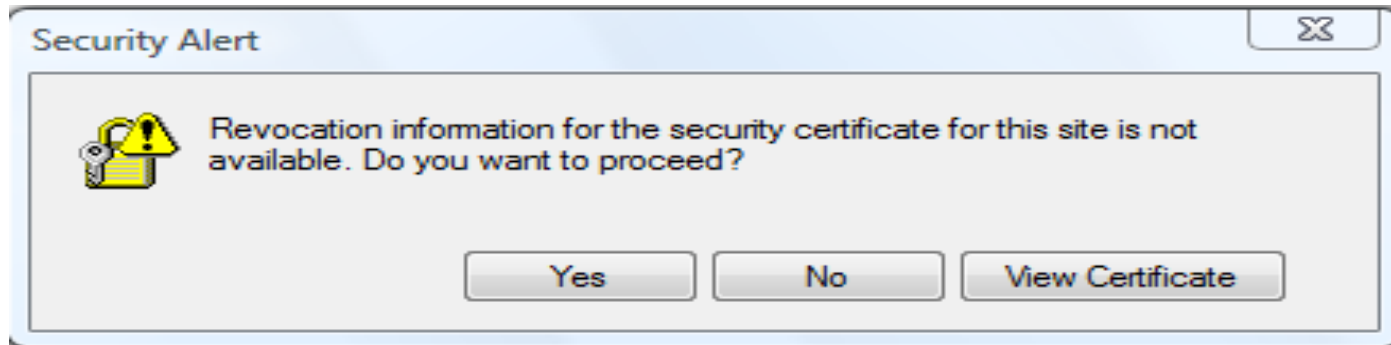 Security Alert
Revocation information for the security certificate for this site is not
available. Do you want to proceed?
Yes No View Certificate